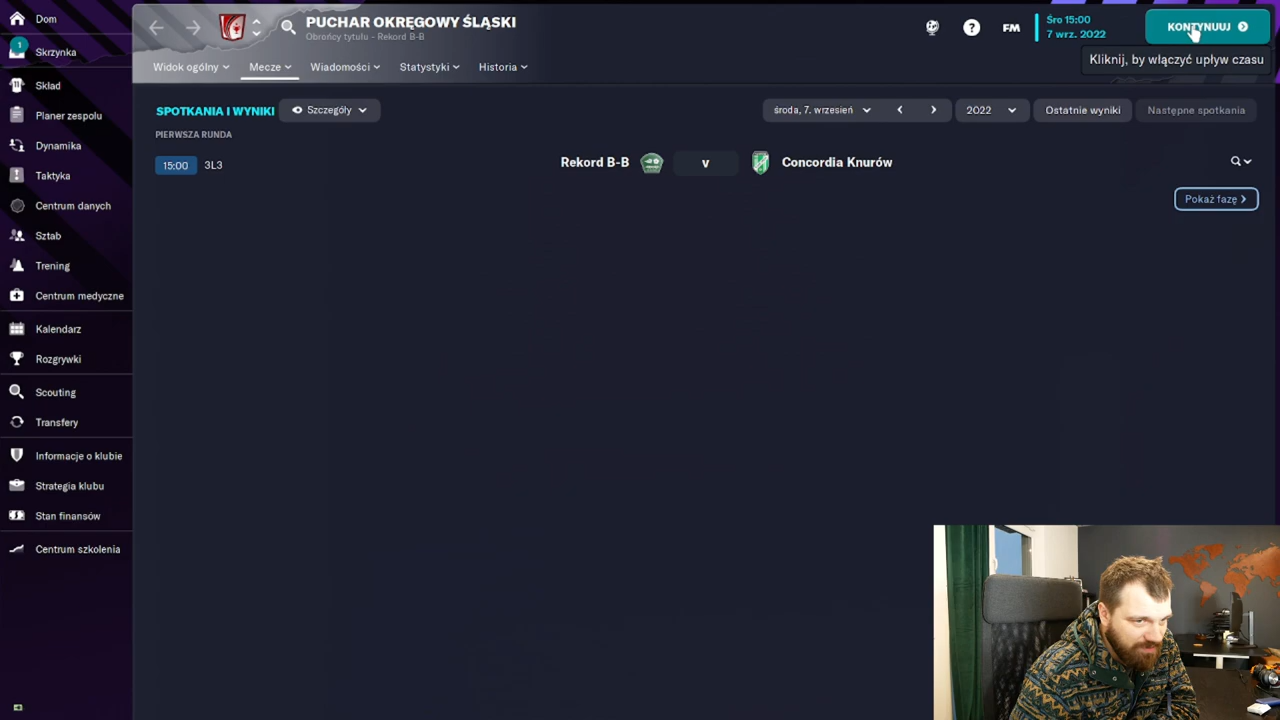 Dom
1
Skrzynka
Skład
Planer zespołu
Dynamika
Taktyka
Centrum danych
Sztab
Trening
Centrum medyczne
Kalendarz
Rozgrywki
Scouting
Transfery
Informacje o klubie
Strategia klubu
Stan finansów
Centrum szkolenia
PUCHAR OKRĘGOWY ŚLĄSKI
Obrońcy tytułu - Rekord B-B
? FM
Śro 15:00
7 wrz. 2022
KONTYNUUJ
Kliknij, by włączyć upływ czasu
Widok ogólny Mecze Wiadomości Statystyki Historia
SPOTKANIA I WYNIKI Szczegóły środa, 7. wrzesień 2022 Ostatnie wyniki Następne spotkania
PIERWSZA RUNDA
15:00 3L3 Rekord B-B v Concordia Knurów
Pokaż fazę